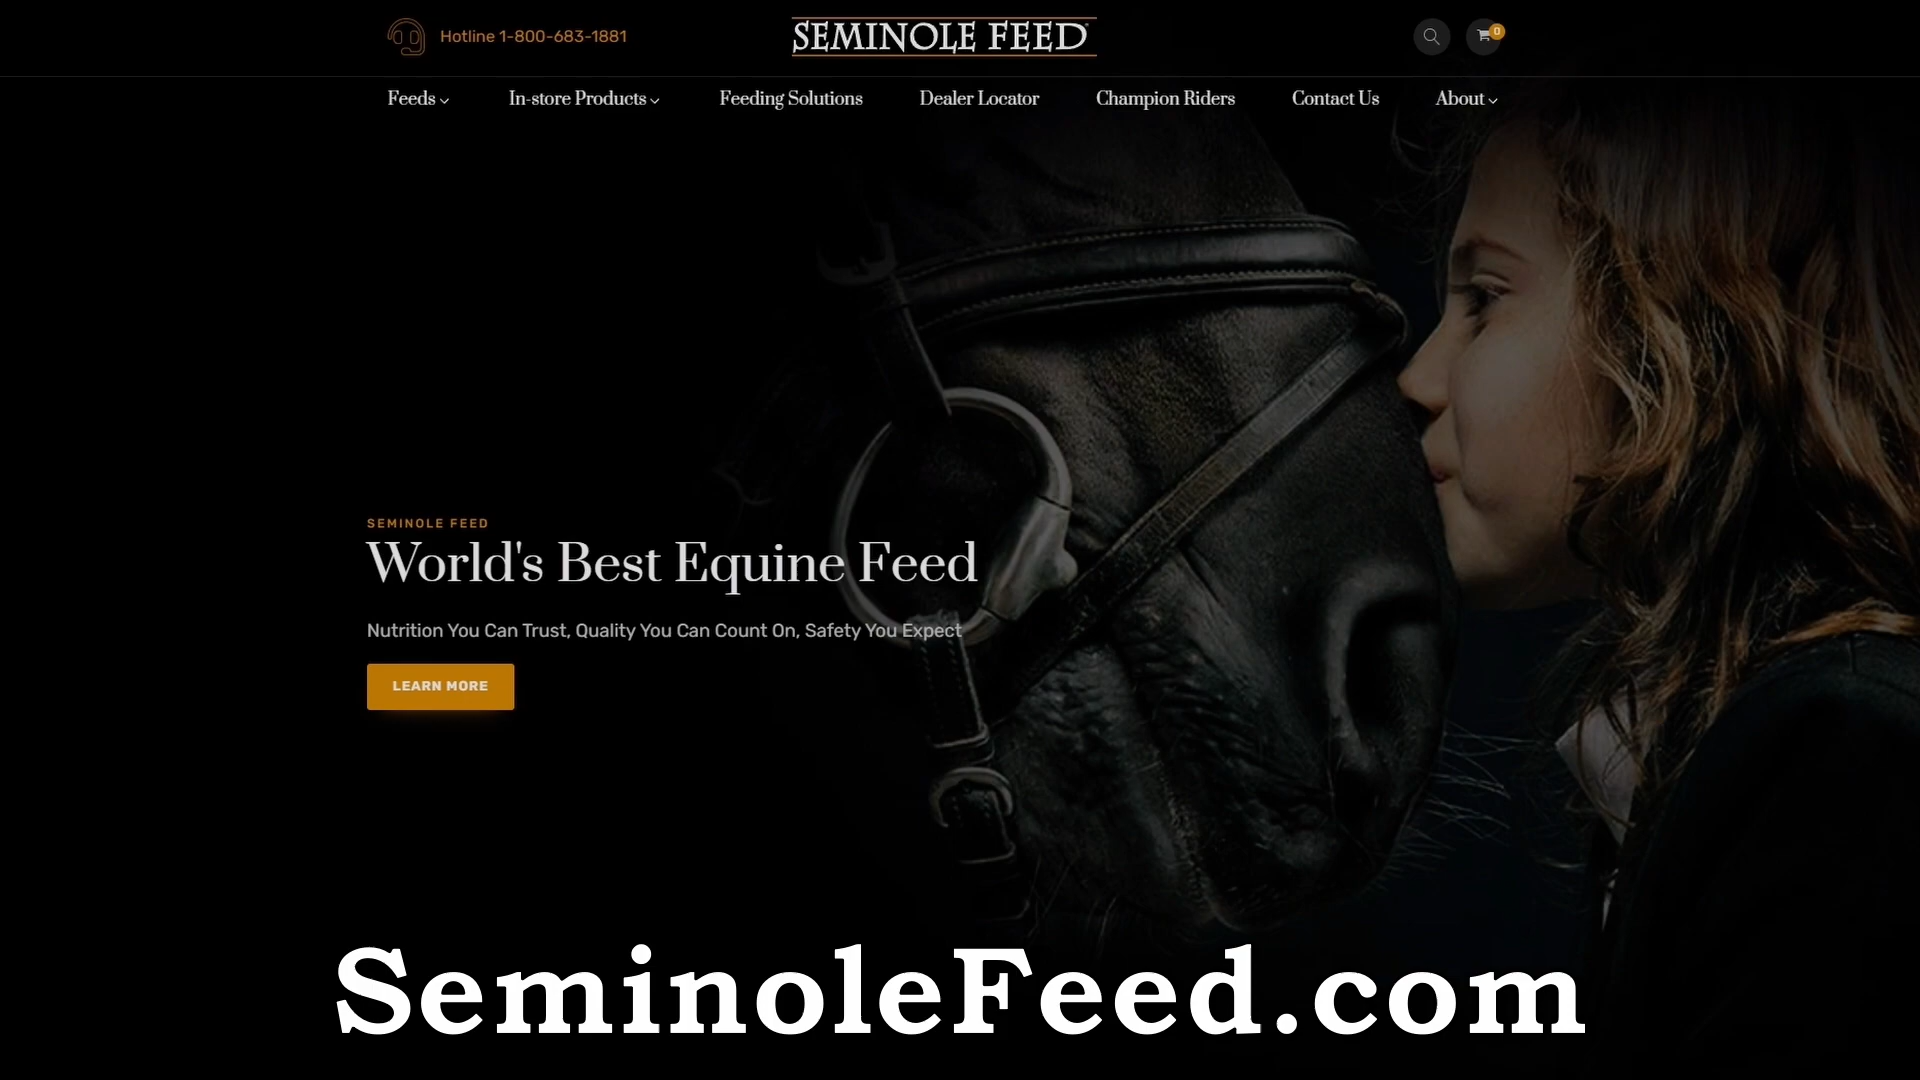 Hotline 1-800-683-1881
SEMINOLE FEED
0
Feeds
In-store Products
Feeding Solutions
Dealer Locator
Champion Riders
Contact Us
About
SEMINOLE FEED
World's Best Equine Feed
Nutrition You Can Trust, Quality You Can Count On, Safety You Expect
LEARN MORE
SeminoleFeed.com